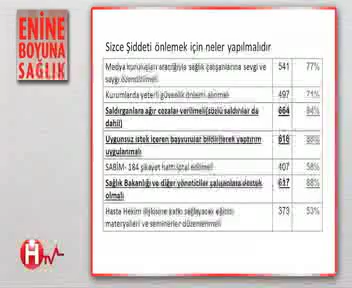 ENİNE
BOYUNA
SAĞLIK
Sizce Şiddeti önlemek için neler yapılmalıdır
Medya kuruluşları aracılığıyla sağlık çalışanlarına sevgi ve 541 77%
saygı özendirilmeli
Kurumlarda yeterli güvenlik önlemi alınmalı 497 71%
Saldırganlara ağır cezalar verilmeli(sözlü saldırılar da 664 94%
dahil)
Uygunsuz istek içeren başvurular bildirilerek yaptırım 616 88%
uygulanmalı
SABİM- 184 şikayet hattı iptal edilmeli 407 58%
Sağlık Bakanlığı ve diğer yöneticiler çalışanlara destek 617 88%
olmalı
Hasta Hekim ilişkisine katkı sağlayacak eğitim 373 53%
materyalleri ve seminerler düzenlenmeli
HTV